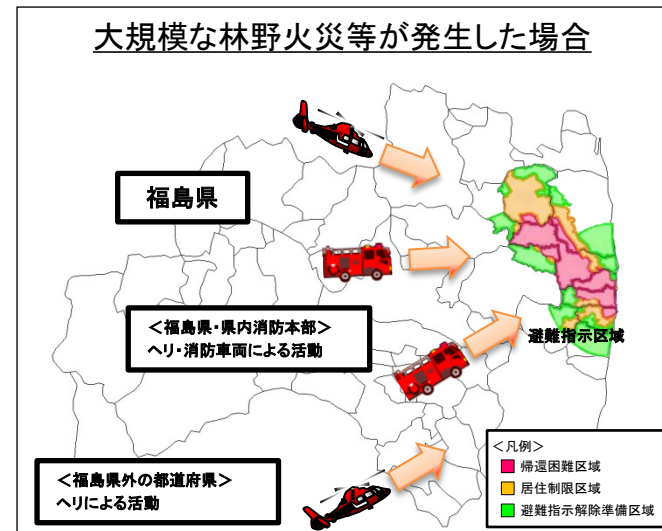 大規模な林野火災等が発生した場合
福島県
＜福島県・県内消防本部＞
ヘリ・消防車両による活動
避難指示区域
＜福島県外の都道府県＞
ヘリによる活動
＜凡例＞
帰還困難区域
居住制限区域
避難指示解除準備区域